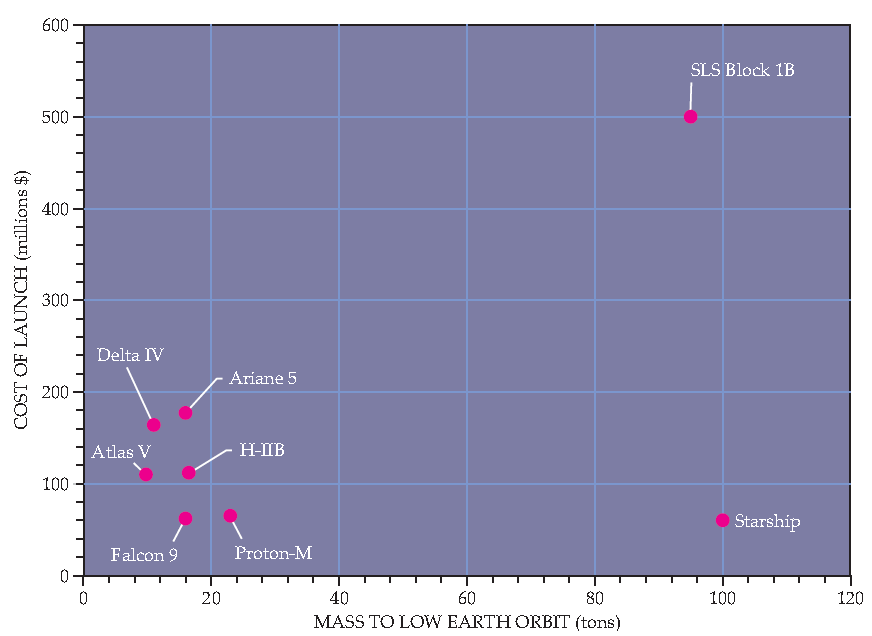 600
500
400
300
200
100
0
COST OF LAUNCH (millions $)
SLS Block 1B
Delta IV
Ariane 5
Atlas V
H-IIB
Falcon 9
Proton-M
Starship
0 20 40 60 80 100 120
MASS TO LOW EARTH ORBIT (tons)